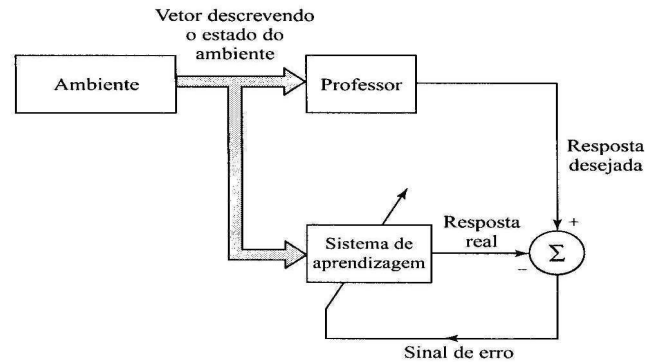 Vetor descrevendo
o estado do
ambiente
Ambiente
Professor
Resposta
desejada
Sistema de
aprendizagem
Resposta
real
+
−
Σ
Sinal de erro